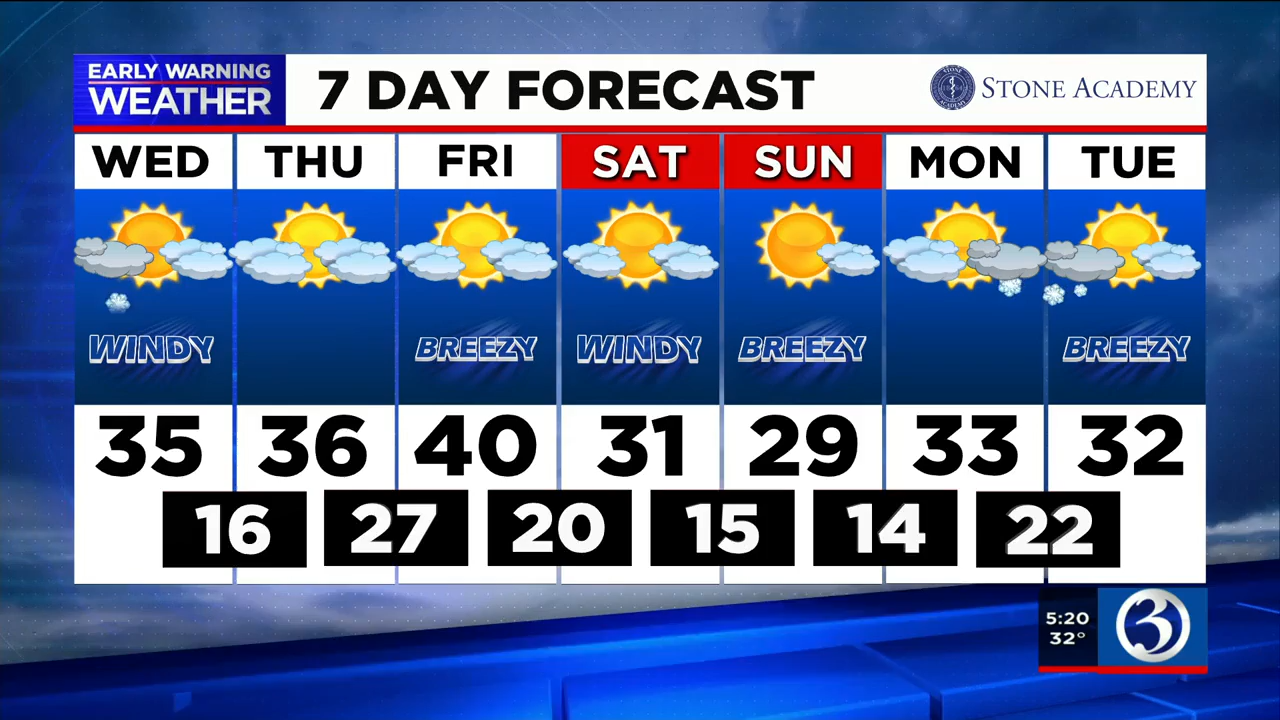 EARLY WARNING
WEATHER
7 DAY FORECAST
STONE ACADEMY
WED THU FRI SAT SUN MON TUE
WINDY BREEZY WINDY BREEZY BREEZY
35 36 40 31 29 33 32
16 27 20 15 14 22
5:20
32°
3